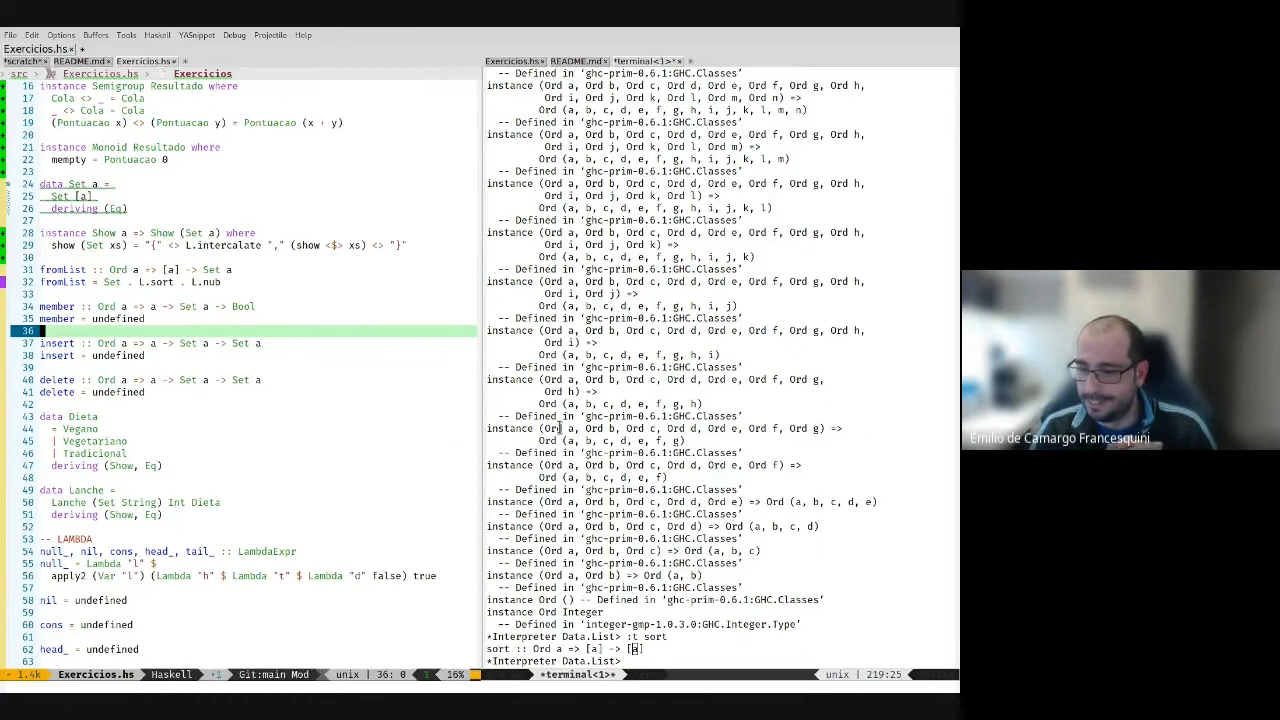 File Edit Options Buffers Tools Haskell YASnippet Debug Projectile Help
Exercicios.hs× +
*scratch*× README.md× Exercicios.hs× +
src Exercicios.hs Exercicios
16 instance Semigroup Resultado where
17 Cola <> _ = Cola
18 _ <> Cola = Cola
19 (Pontuacao x) <> (Pontuacao y) = Pontuacao (x + y)
20
21 instance Monoid Resultado where
22 mempty = Pontuacao 0
23
24 data Set a =
25 Set [a]
26 deriving (Eq)
27
28 instance Show a => Show (Set a) where
29 show (Set xs) = "{" <> L.intercalate "," (show <$> xs) <> "}"
30
31 fromList :: Ord a => [a] -> Set a
32 fromList = Set . L.sort . L.nub
33
34 member :: Ord a => a -> Set a -> Bool
35 member = undefined
36
37 insert :: Ord a => a -> Set a -> Set a
38 insert = undefined
39
40 delete :: Ord a => a -> Set a -> Set a
41 delete = undefined
42
43 data Dieta
44 = Vegano
45 | Vegetariano
46 | Tradicional
47 deriving (Show, Eq)
48
49 data Lanche =
50 Lanche (Set String) Int Dieta
51 deriving (Show, Eq)
52
53 -- LAMBDA
54 null_, nil, cons, head_, tail_ :: LambdaExpr
55 null_ = Lambda "l" $
56 apply2 (Var "l") (Lambda "h" $ Lambda "t" $ Lambda "d" false) true
57
58 nil = undefined
59
60 cons = undefined
61
62 head_ = undefined
63
1.4k Exercicios.hs Haskell 1 Git:main Mod unix | 36: 0 1 16%
Exercicios.hs× README.md× *terminal<1>*× +
-- Defined in ‘ghc-prim-0.6.1:GHC.Classes’
instance (Ord a, Ord b, Ord c, Ord d, Ord e, Ord f, Ord g, Ord h,
Ord i, Ord j, Ord k, Ord l, Ord m, Ord n) =>
Ord (a, b, c, d, e, f, g, h, i, j, k, l, m, n)
-- Defined in ‘ghc-prim-0.6.1:GHC.Classes’
instance (Ord a, Ord b, Ord c, Ord d, Ord e, Ord f, Ord g, Ord h,
Ord i, Ord j, Ord k, Ord l, Ord m) =>
Ord (a, b, c, d, e, f, g, h, i, j, k, l, m)
-- Defined in ‘ghc-prim-0.6.1:GHC.Classes’
instance (Ord a, Ord b, Ord c, Ord d, Ord e, Ord f, Ord g, Ord h,
Ord i, Ord j, Ord k, Ord l) =>
Ord (a, b, c, d, e, f, g, h, i, j, k, l)
-- Defined in ‘ghc-prim-0.6.1:GHC.Classes’
instance (Ord a, Ord b, Ord c, Ord d, Ord e, Ord f, Ord g, Ord h,
Ord i, Ord j, Ord k) =>
Ord (a, b, c, d, e, f, g, h, i, j, k)
-- Defined in ‘ghc-prim-0.6.1:GHC.Classes’
instance (Ord a, Ord b, Ord c, Ord d, Ord e, Ord f, Ord g, Ord h,
Ord i, Ord j) =>
Ord (a, b, c, d, e, f, g, h, i, j)
-- Defined in ‘ghc-prim-0.6.1:GHC.Classes’
instance (Ord a, Ord b, Ord c, Ord d, Ord e, Ord f, Ord g, Ord h,
Ord i) =>
Ord (a, b, c, d, e, f, g, h, i)
-- Defined in ‘ghc-prim-0.6.1:GHC.Classes’
instance (Ord a, Ord b, Ord c, Ord d, Ord e, Ord f, Ord g,
Ord h) =>
Ord (a, b, c, d, e, f, g, h)
-- Defined in ‘ghc-prim-0.6.1:GHC.Classes’
instance (Ord a, Ord b, Ord c, Ord d, Ord e, Ord f, Ord g) =>
Ord (a, b, c, d, e, f, g)
-- Defined in ‘ghc-prim-0.6.1:GHC.Classes’
instance (Ord a, Ord b, Ord c, Ord d, Ord e, Ord f) =>
Ord (a, b, c, d, e, f)
-- Defined in ‘ghc-prim-0.6.1:GHC.Classes’
instance (Ord a, Ord b, Ord c, Ord d, Ord e) => Ord (a, b, c, d, e)
-- Defined in ‘ghc-prim-0.6.1:GHC.Classes’
instance (Ord a, Ord b, Ord c, Ord d) => Ord (a, b, c, d)
-- Defined in ‘ghc-prim-0.6.1:GHC.Classes’
instance (Ord a, Ord b, Ord c) => Ord (a, b, c)
-- Defined in ‘ghc-prim-0.6.1:GHC.Classes’
instance (Ord a, Ord b) => Ord (a, b)
-- Defined in ‘ghc-prim-0.6.1:GHC.Classes’
instance Ord () -- Defined in ‘ghc-prim-0.6.1:GHC.Classes’
instance Ord Integer
-- Defined in ‘integer-gmp-1.0.3.0:GHC.Integer.Type’
*Interpreter Data.List> :t sort
sort :: Ord a => [a] -> [a]
*Interpreter Data.List>
*terminal<1>* unix | 219:25
Emílio de Camargo Francesquini